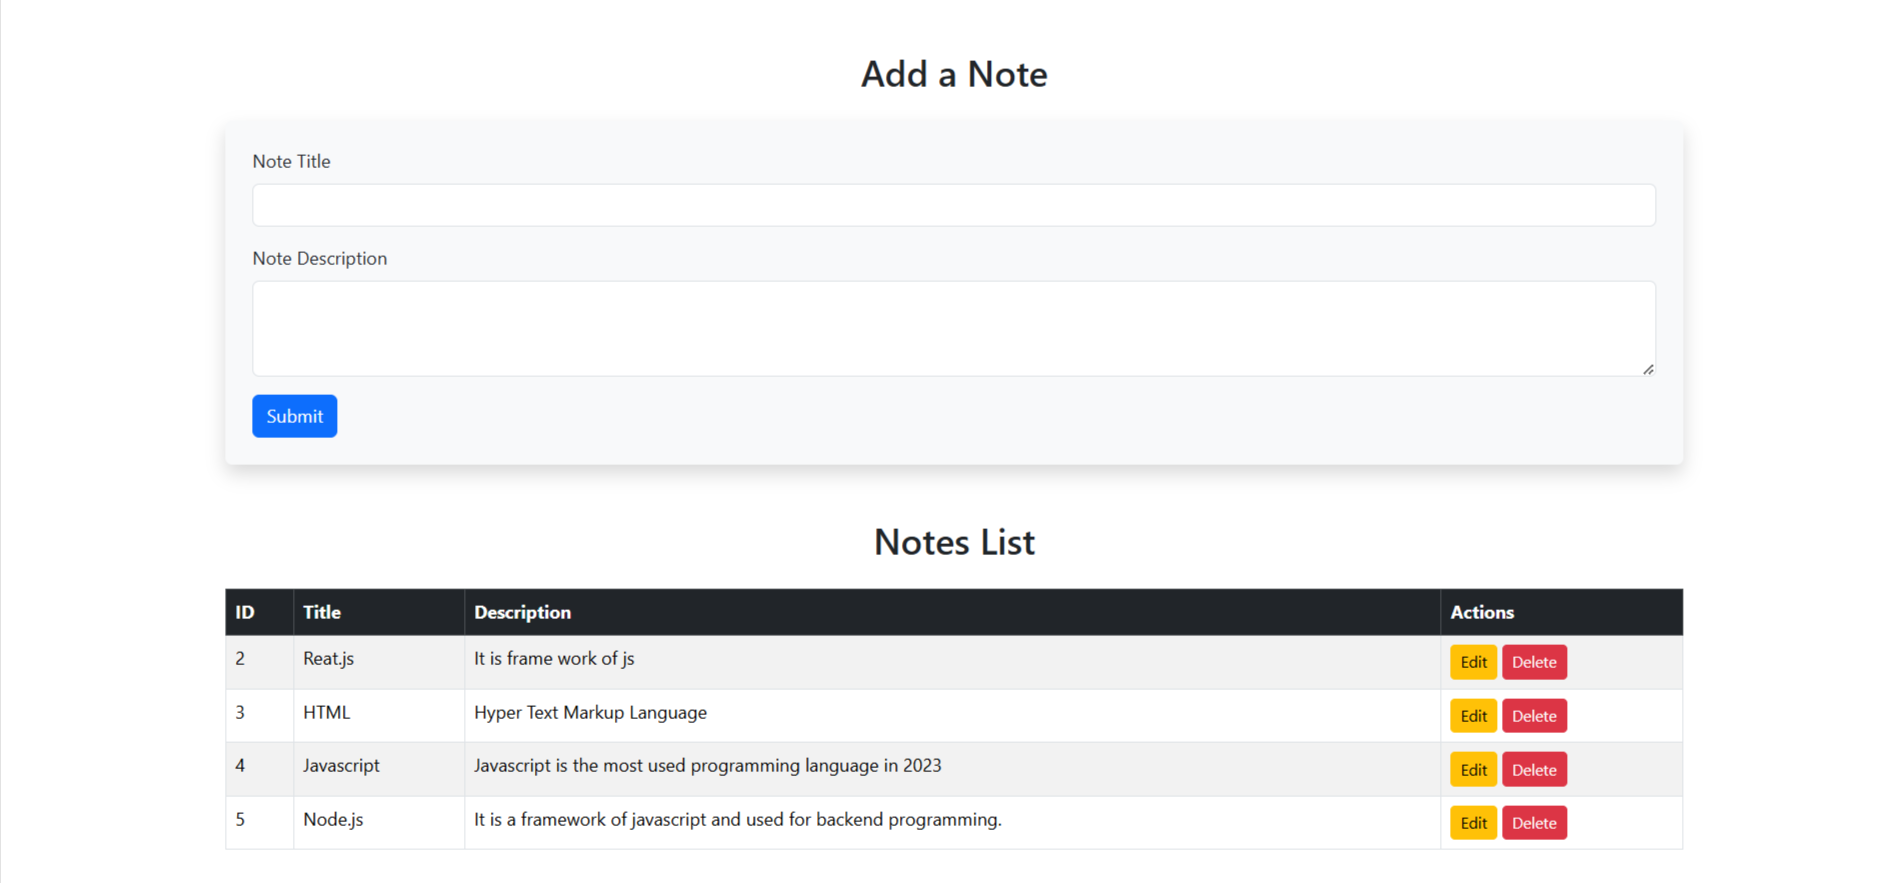 Add a Note
Note Title
Note Description
Submit
Notes List
ID Title Description Actions
2 Reat.js It is frame work of js Edit Delete
3 HTML Hyper Text Markup Language Edit Delete
4 Javascript Javascript is the most used programming language in 2023 Edit Delete
5 Node.js It is a framework of javascript and used for backend programming. Edit Delete